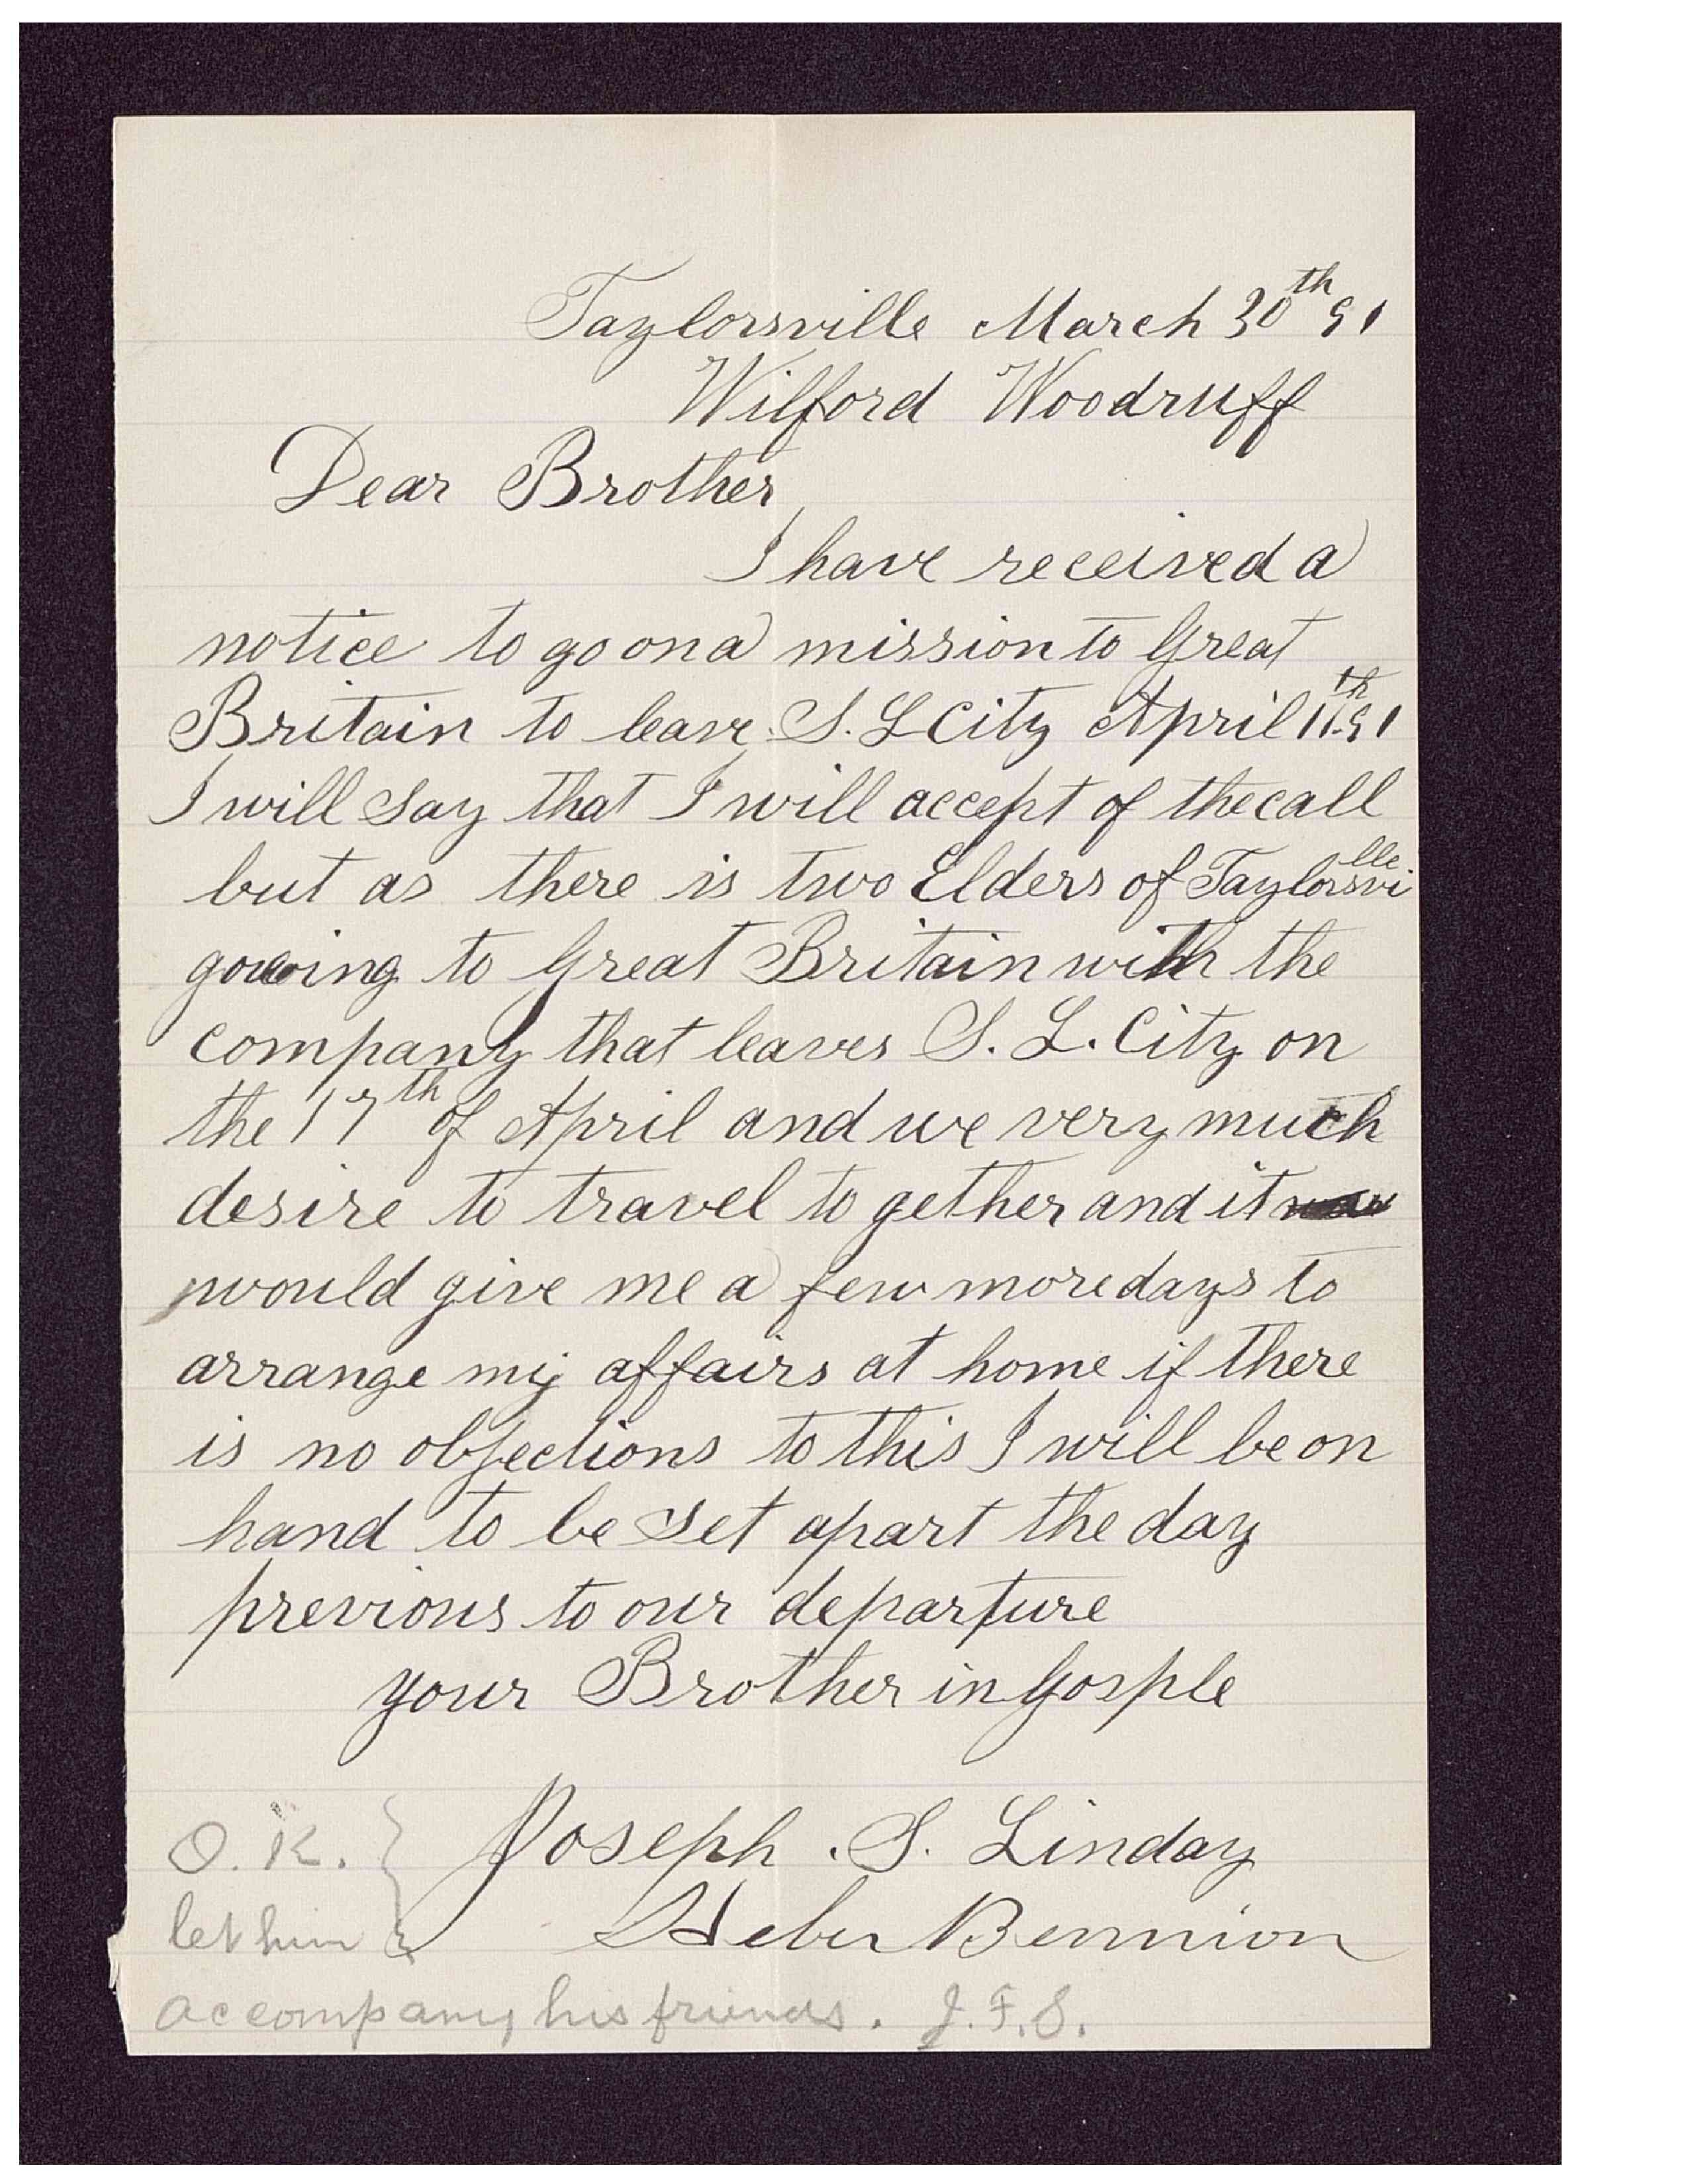 Taylorsville March 30th 91
Wilford Woodruff
Dear Brother
I have received a
notice to go on a mission to Great
Britain to leave S. L City April 11th-91
I will say that I will accept of the call
but as there is two Elders of Taylorsville
going to Great Britain with the
company that leaves S. L. City on
the 17th of April and we very much
desire to travel to gether and it
would give me a few more days to
arrange my affairs at home if there
is no objections to this I will be on
hand to be set apart the day
previous to our departure
your Brother in Gosple
Joseph . S. Linday
Heber Bennion
O. K.
let him
accompany his friends. J. F. S.